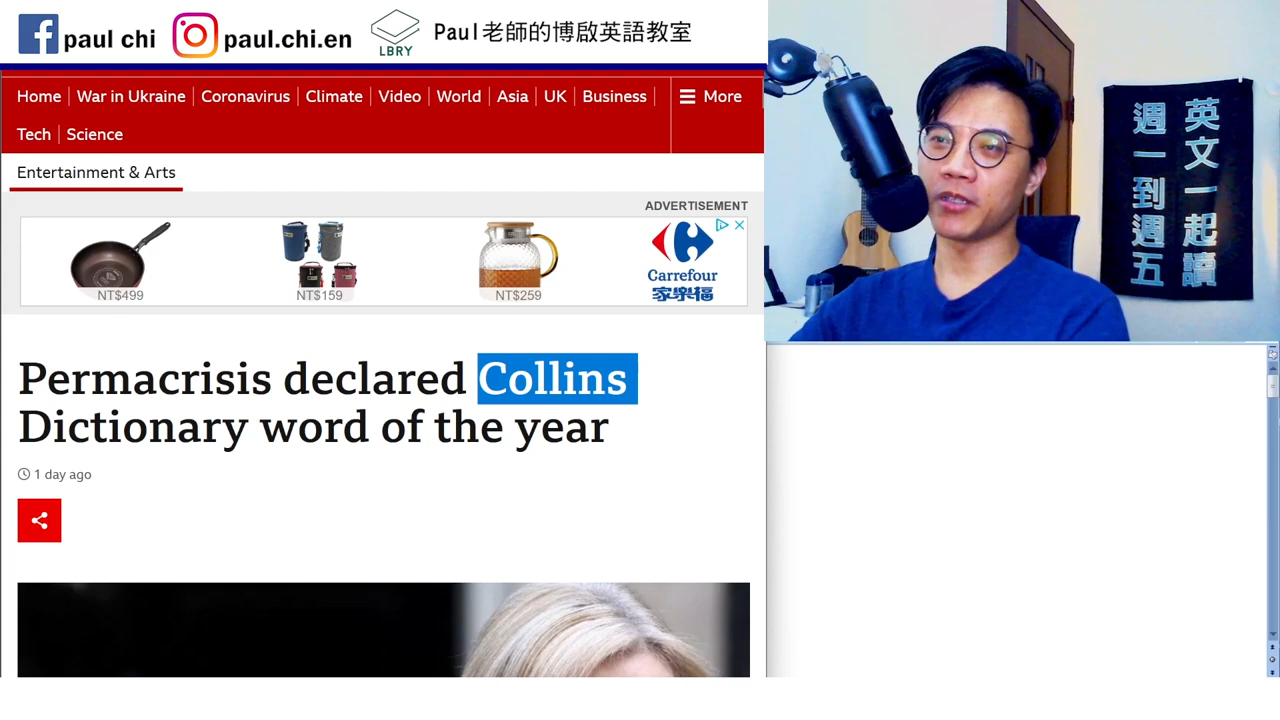 paul chi
paul.chi.en
LBRY
Paul老師的博啟英語教室
Home
War in Ukraine
Coronavirus
Climate
Video
World
Asia
UK
Business
More
Tech
Science
Entertainment & Arts
ADVERTISEMENT
NT$499
NT$159
NT$259
Carrefour
家樂福
Permacrisis declared Collins
Dictionary word of the year
1 day ago
英文一起讀
週一到週五